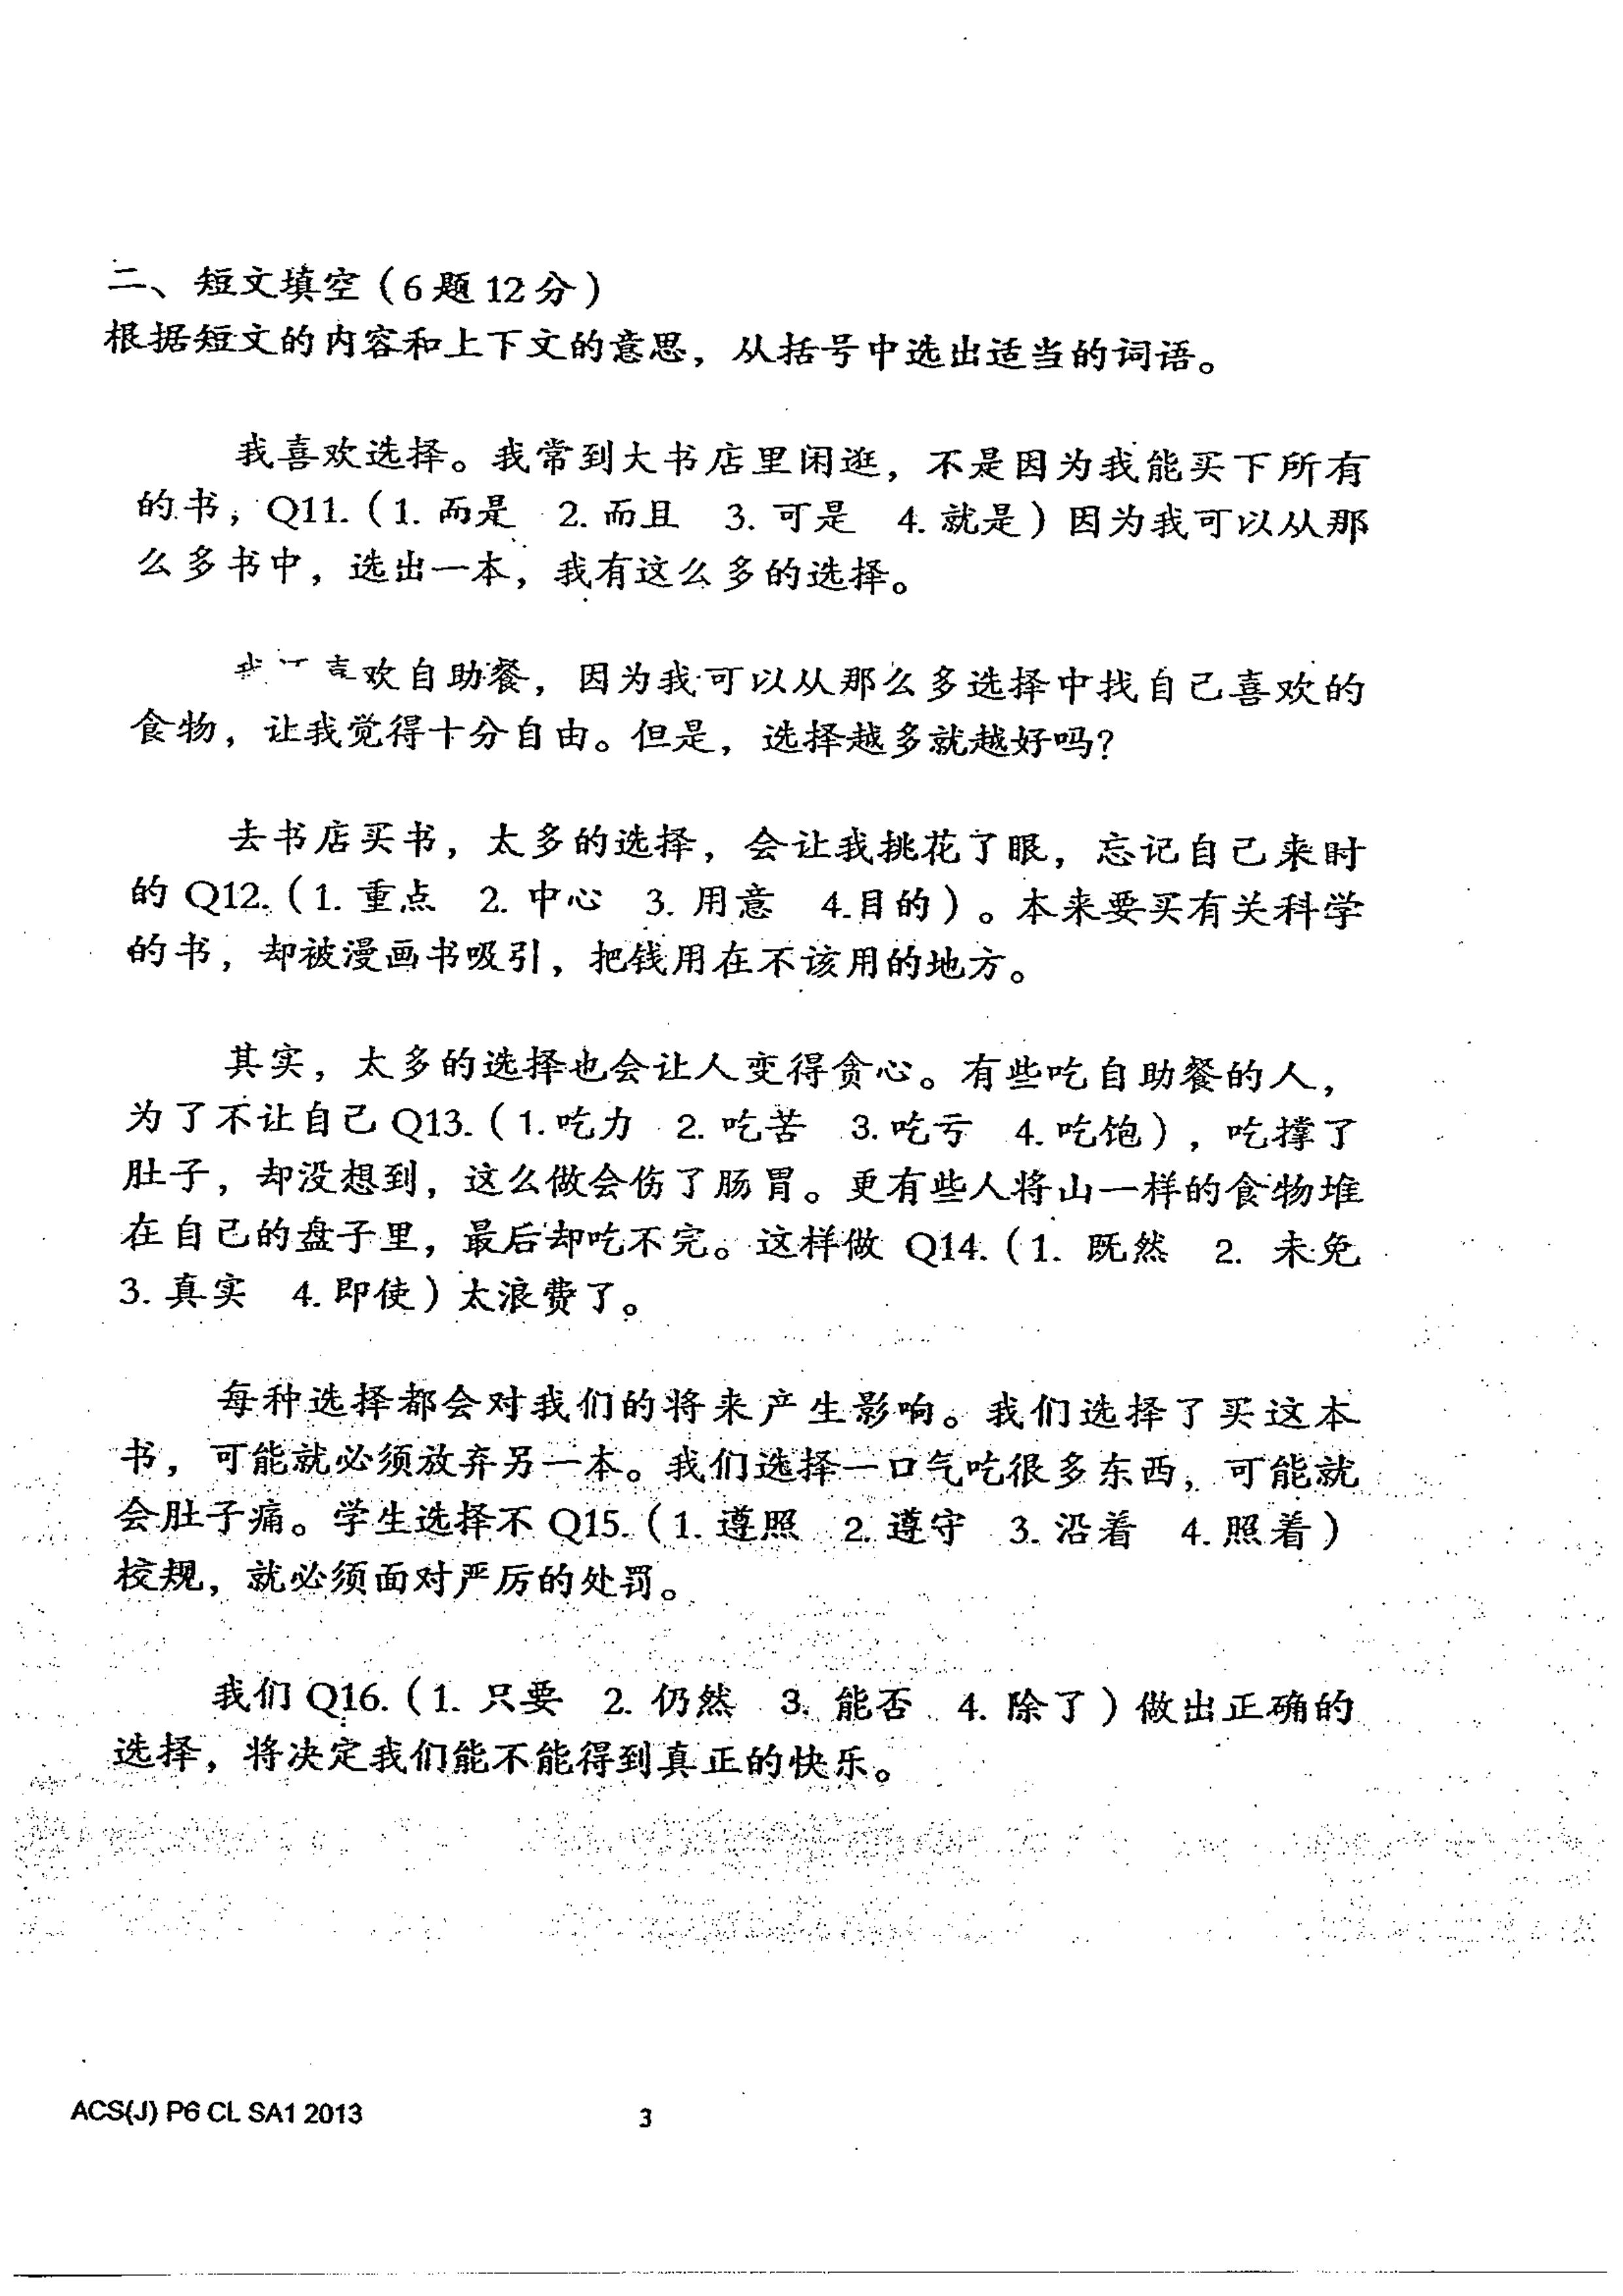 二、短文填空（6题12分）
根据短文的内容和上下文的意思，从括号中选出适当的词语。
我喜欢选择。我常到大书店里闲逛，不是因为我能买下所有
的书，Q11.（1. 而是 2. 而且 3. 可是 4. 就是）因为我可以从那
么多书中，选出一本，我有这么多的选择。
喜欢自助餐，因为我可以从那么多选择中找自己喜欢的
食物，让我觉得十分自由。但是，选择越多就越好吗？
去书店买书，太多的选择，会让我挑花了眼，忘记自己来时
的 Q12.（1. 重点 2. 中心 3. 用意 4.目的）。本来要买有关科学
的书，却被漫画书吸引，把钱用在不该用的地方。
其实，太多的选择也会让人变得贪心。有些吃自助餐的人，
为了不让自己 Q13.（1.吃力 2. 吃苦 3.吃亏 4. 吃饱），吃撑了
肚子，却没想到，这么做会伤了肠胃。更有些人将山一样的食物堆
在自己的盘子里，最后却吃不完。这样做 Q14.（1. 既然 2. 未免
3. 真实 4. 即使）太浪费了。
每种选择都会对我们的将来产生影响。我们选择了买这本
书，可能就必须放弃另一本。我们选择一口气吃很多东西，可能就
会肚子痛。学生选择不 Q15.（1. 遵照 2. 遵守 3. 沿着 4. 照着）
校规，就必须面对严厉的处罚。
我们 Q16.（1. 只要 2. 仍然 3. 能否 4. 除了）做出正确的
选择，将决定我们能不能得到真正的快乐。
ACS(J) P6 CL SA1 2013
3